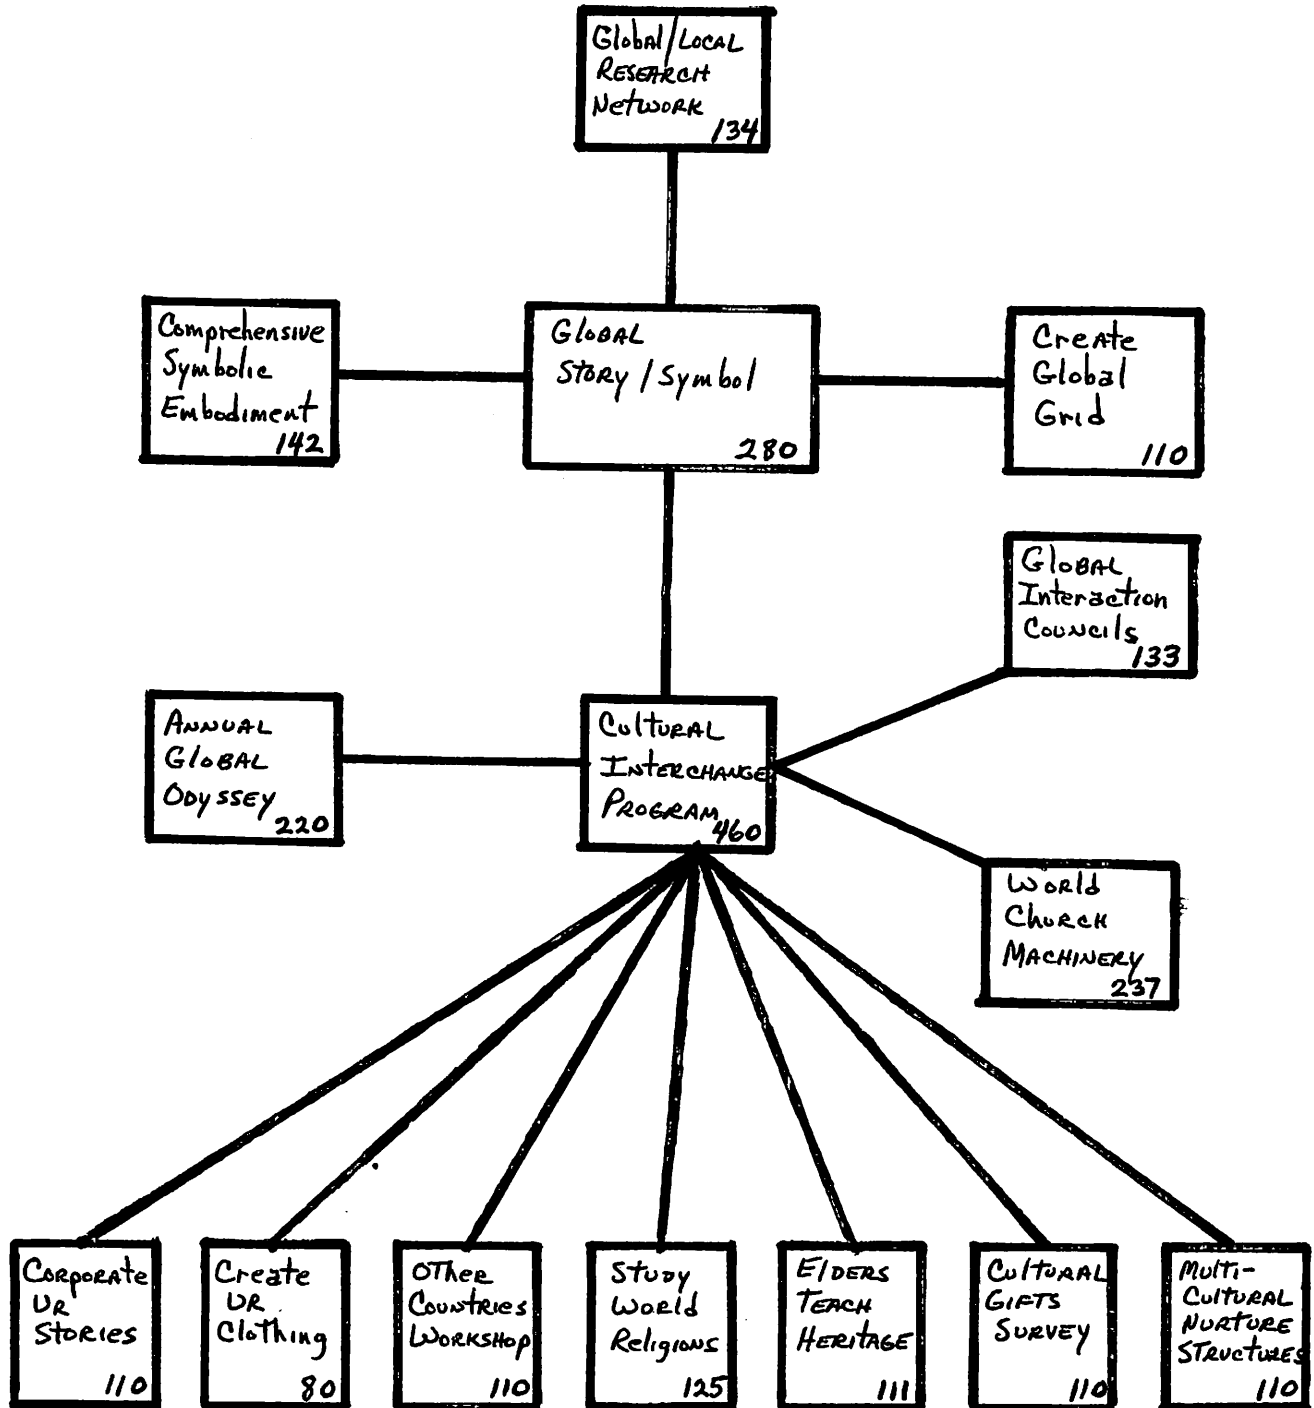 Global/Local
Research
Network
134
Comprehensive
Symbolic
Embodiment
142
Global
Story/Symbol
280
Create
Global
Grid
110
Global
Interaction
Councils
133
Annual
Global
Odyssey
220
Cultural
Interchange
Program
460
World
Church
Machinery
237
Corporate
UR
Stories
110
Create
UR
Clothing
80
Other
Countries
Workshop
110
Study
World
Religions
125
Elders
Teach
Heritage
111
Cultural
Gifts
Survey
110
Multi-
Cultural
Nurture
Structures
110